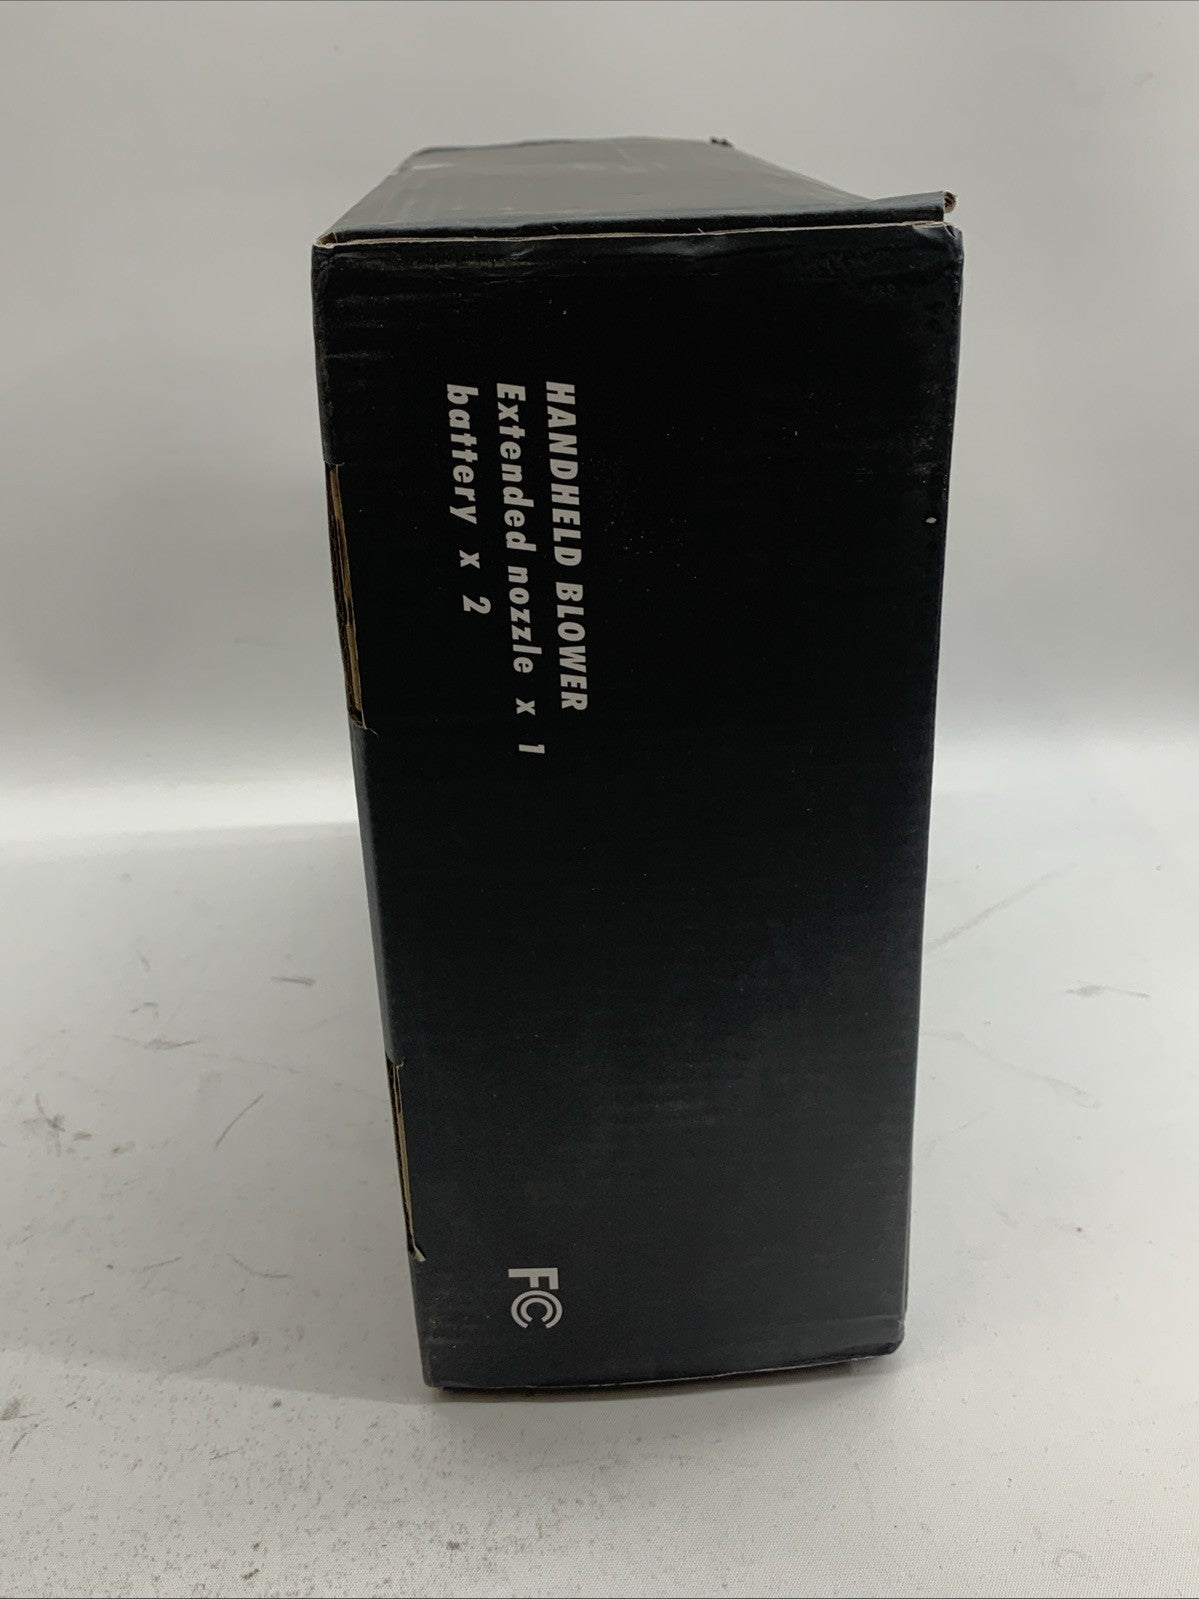 HANDHELD BLOWER
Extended nozzle x 1
battery x 2
FC